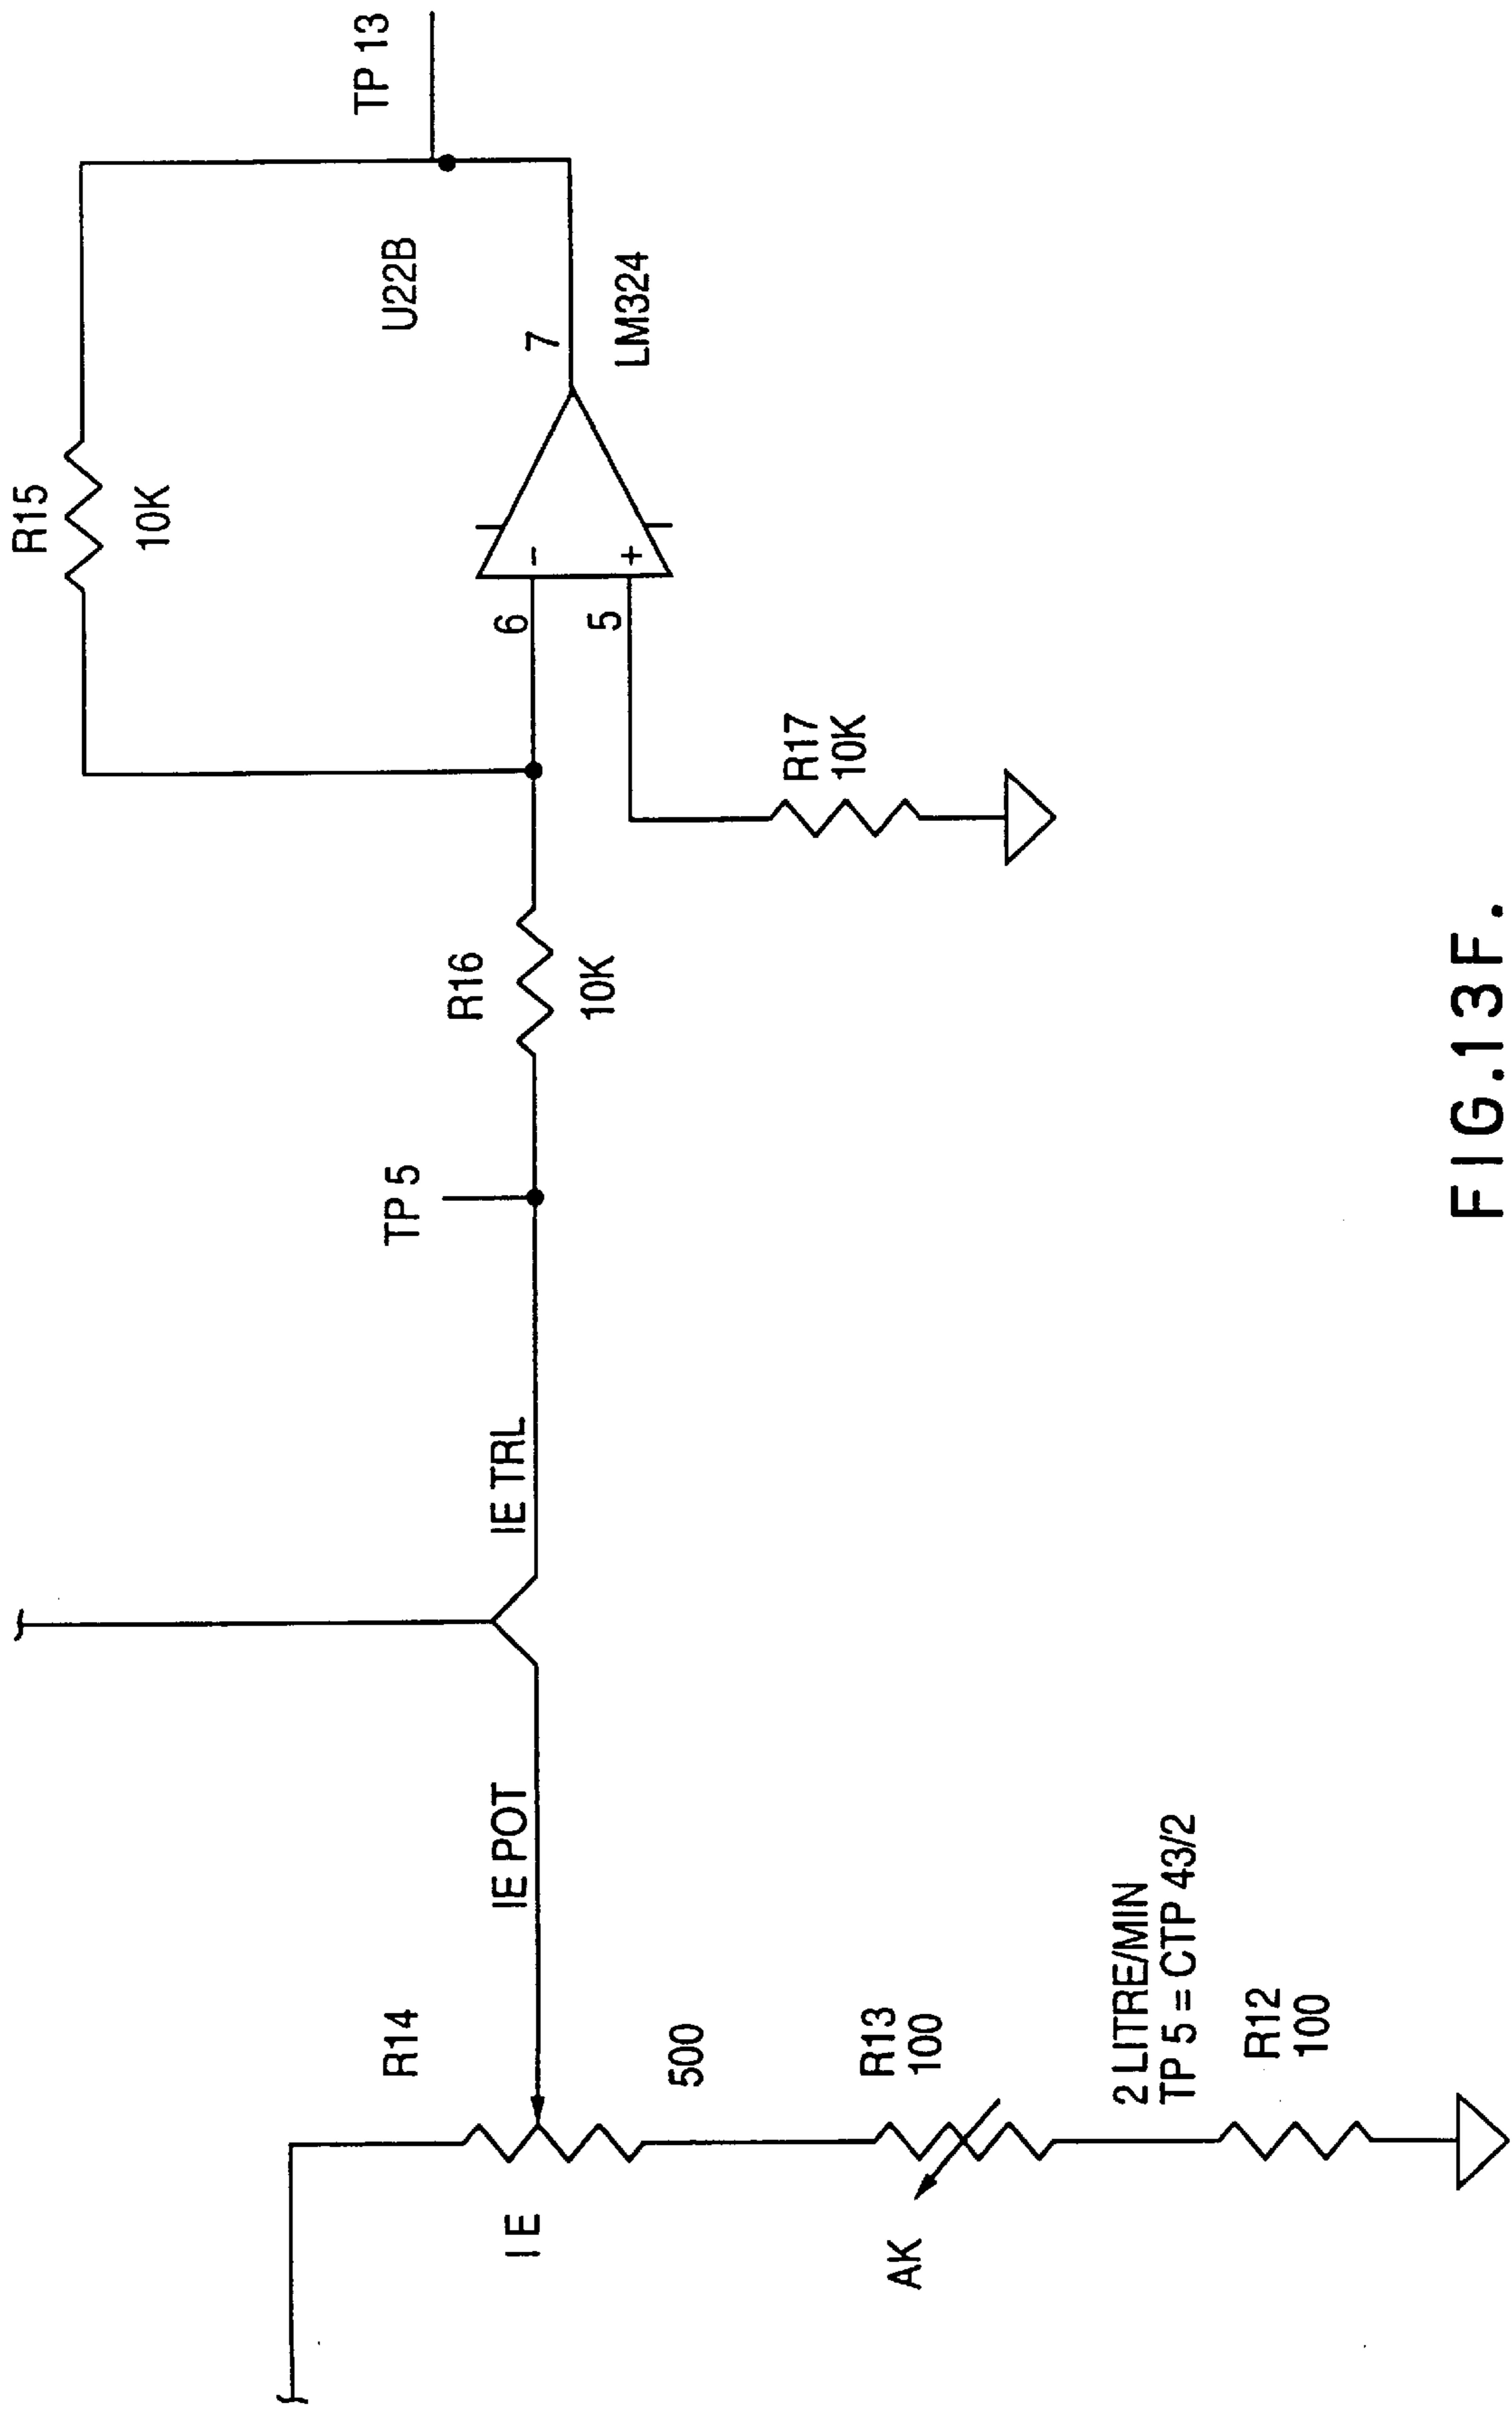 R15
10K
TP 13
U22B
7
LM324
6
-
5
+
R17
10K
R16
10K
TP 5
IE TRL
IE POT
R14
500
IE
R13
100
AK
2 LITRE/MIN
TP 5 = CTP 43/2
R12
100
FIG.13F.